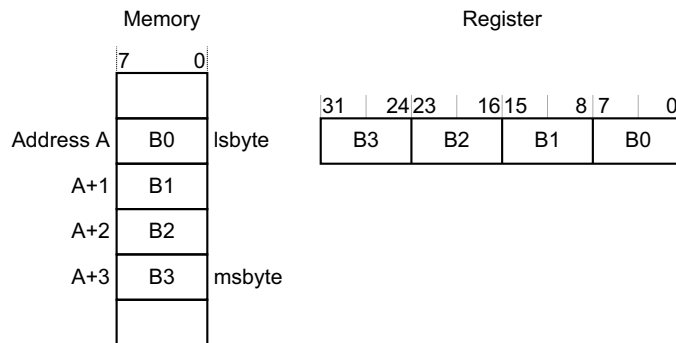 Memory Register
7 0
31 24 23 16 15 8 7 0
Address A B0 lsbyte B3 B2 B1 B0
A+1 B1
A+2 B2
A+3 B3 msbyte